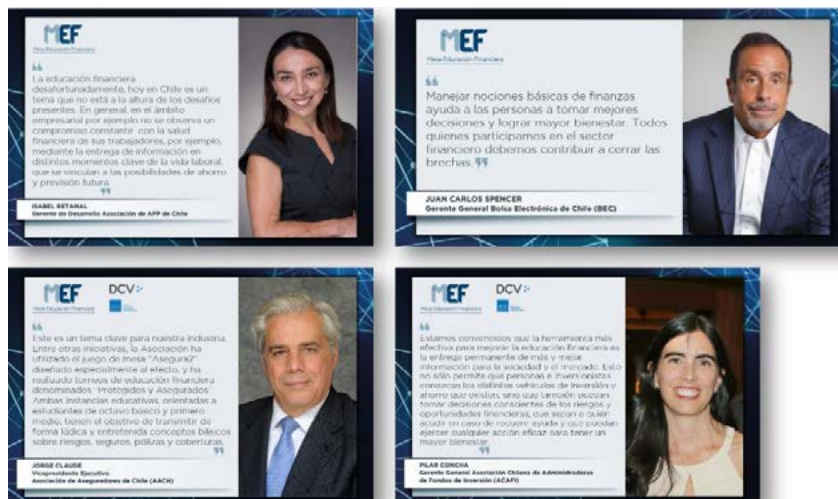 MEF
Mesa Educación Financiera
La educación financiera
desafortunadamente, hoy en Chile es un
tema que no está a la altura de los desafíos
presentes. En general, en el ámbito
empresarial por ejemplo no se observa un
compromiso constante con la salud
financiera de sus trabajadores, por ejemplo,
mediante la entrega de información en
distintos momentos clave de la vida laboral,
que se vinculan a las posibilidades de ahorro
y previsión futura.
ISABEL RETAMAL
Gerente de Desarrollo Asociación de AFP de Chile
MEF
Mesa Educación Financiera
Manejar nociones básicas de finanzas
ayuda a las personas a tomar mejores
decisiones y lograr mayor bienestar. Todos
quienes participamos en el sector
financiero debemos contribuir a cerrar las
brechas.
JUAN CARLOS SPENCER
Gerente General Bolsa Electrónica de Chile (BEC)
MEF DCV
Mesa Educación Financiera
Este es un tema clave para nuestra industria.
Entre otras iniciativas, la Asociación ha
utilizado el juego de mesa "Asegura2"
diseñado especialmente al efecto, y ha
realizado torneos de educación financiera
denominados "Protegidos y Asegurados"
Ambas instancias educativas, orientadas a
estudiantes de octavo básico y primero
medio, tienen el objetivo de transmitir de
forma lúdica y entretenida conceptos básicos
sobre riesgos, seguros, pólizas y coberturas.
JORGE CLAUDE
Vicepresidente Ejecutivo
Asociación de Aseguradores de Chile (AACH)
MEF DCV
Mesa Educación Financiera
Estamos convencidos que la herramienta más
efectiva para mejorar la educación financiera es
la entrega permanente de más y mejor
información para la sociedad y el mercado. Esto
no sólo permite que personas e inversionistas
conozcan los distintos vehículos de inversión y
ahorro que existen, sino que también puedan
tomar decisiones conscientes de los riesgos y
oportunidades financieras, que sepan a quién
acudir en caso de requerir ayuda y que puedan
ejercer cualquier acción eficaz para tener un
mayor bienestar.
PILAR CONCHA
Gerente General Asociación Chilena de Administradoras
de Fondos de Inversión (ACAFI)